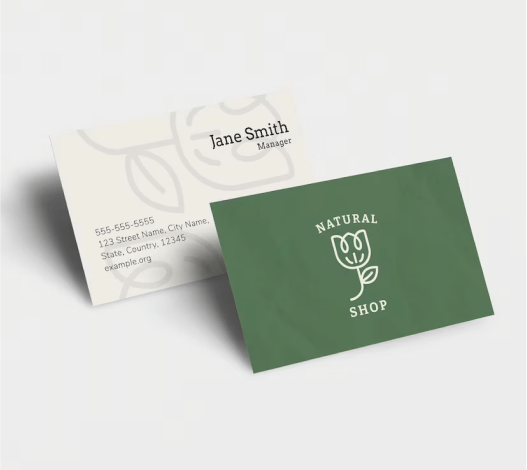 Jane Smith
Manager
555-555-5555
123 Street Name, City Name,
State, Country, 12345
example.org
NATURAL
SHOP